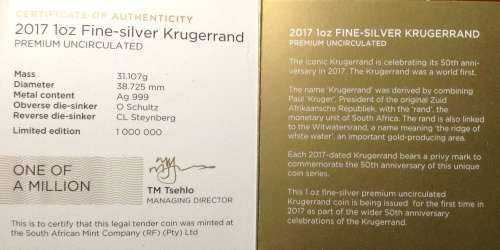 CERTIFICATE OF AUTHENTICITY
2017 1oz Fine-silver Krugerrand
PREMIUM UNCIRCULATED
Mass 31.107g
Diameter 38.725 mm
Metal content Ag 999
Obverse die-sinker O Schultz
Reverse die-sinker CL Steynberg
Limited edition 1 000 000
ONE OF
A MILLION
TM Tsehlo
MANAGING DIRECTOR
This is to certify that this legal tender coin was minted at
the South African Mint Company (RF) (Pty) Ltd
2017 1oz FINE-SILVER KRUGERRAND
PREMIUM UNCIRCULATED
The iconic Krugerrand is celebrating its 50th anni-
versary in 2017. The Krugerrand was a world first.
The name 'Krugerrand' was derived by combining
Paul 'Kruger', President of the original Zuid
Afrikaansche Republiek, with the 'rand', the
monetary unit of South Africa. The rand is also linked
to the Witwatersrand, a name meaning 'the ridge of
white water', an important gold-producing area.
Each 2017-dated Krugerrand bears a privy mark to
commemorate the 50th anniversary of this unique
coin series.
This 1 oz fine-silver premium uncirculated
Krugerrand coin is being issued for the first time in
2017 as part of the wider 50th anniversary
celebrations of the Krugerrand.